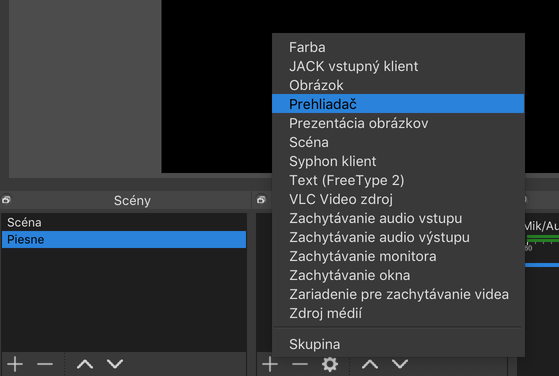 Farba
JACK vstupný klient
Obrázok
Prehliadač
Prezentácia obrázkov
Scéna
Syphon klient
Text (FreeType 2)
VLC Video zdroj
Zachytávanie audio vstupu
Zachytávanie audio výstupu
Zachytávanie monitora
Zachytávanie okna
Zariadenie pre zachytávanie videa
Zdroj médií
Skupina
Scény
Scéna
Piesne
Mik/Au